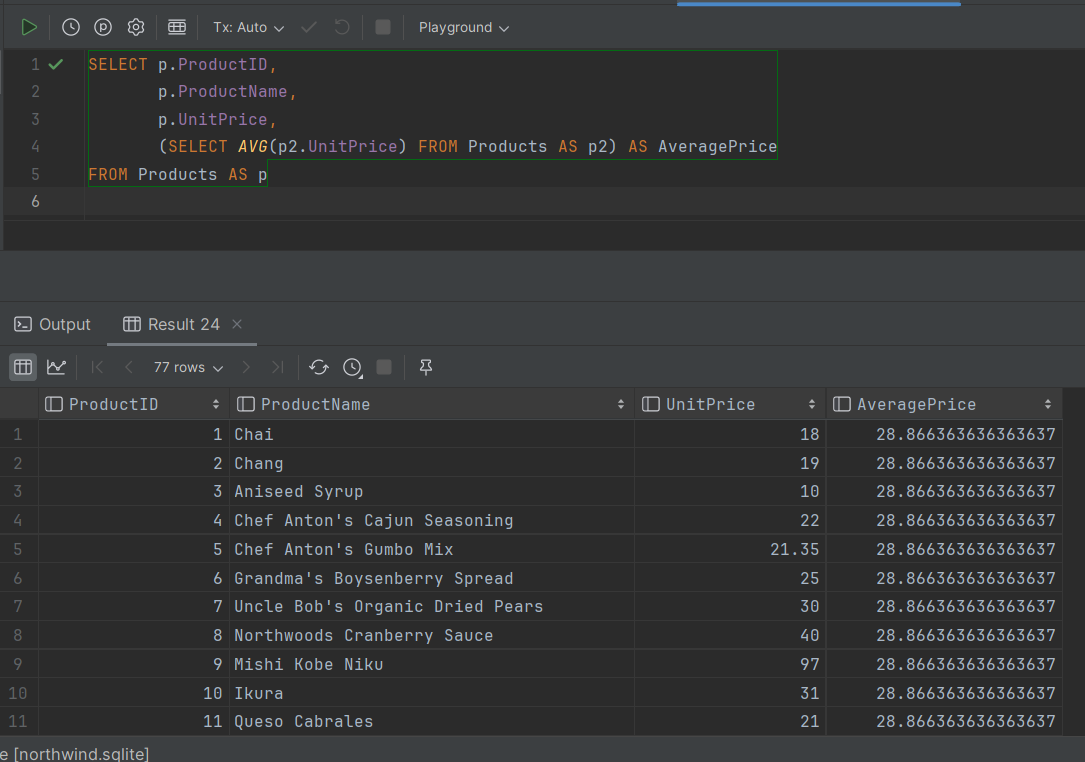 Tx: Auto Playground
1 SELECT p.ProductID,
2 p.ProductName,
3 p.UnitPrice,
4 (SELECT AVG(p2.UnitPrice) FROM Products AS p2) AS AveragePrice
5 FROM Products AS p
6
Output Result 24
77 rows
ProductID ProductName UnitPrice AveragePrice
1 1 Chai 18 28.866363636363637
2 2 Chang 19 28.866363636363637
3 3 Aniseed Syrup 10 28.866363636363637
4 4 Chef Anton's Cajun Seasoning 22 28.866363636363637
5 5 Chef Anton's Gumbo Mix 21.35 28.866363636363637
6 6 Grandma's Boysenberry Spread 25 28.866363636363637
7 7 Uncle Bob's Organic Dried Pears 30 28.866363636363637
8 8 Northwoods Cranberry Sauce 40 28.866363636363637
9 9 Mishi Kobe Niku 97 28.866363636363637
10 10 Ikura 31 28.866363636363637
11 11 Queso Cabrales 21 28.866363636363637
e [northwind.sqlite]